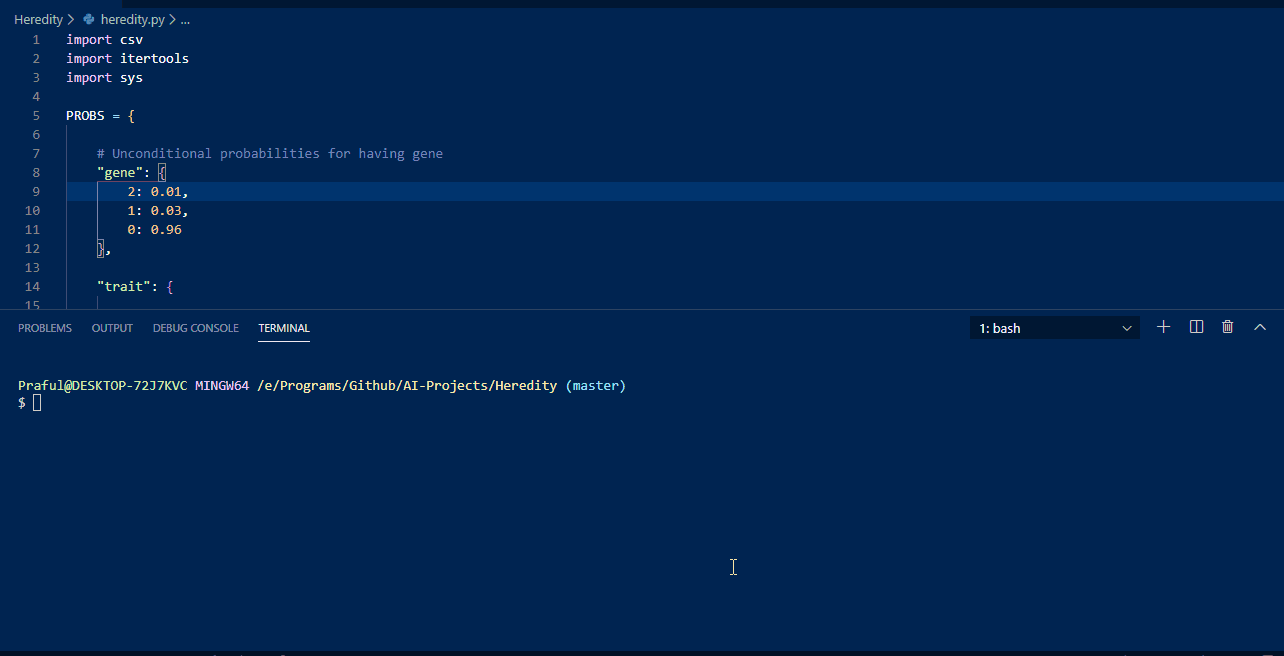 Heredity > heredity.py > ...
1 import csv
2 import itertools
3 import sys
4
5 PROBS = {
6
7 # Unconditional probabilities for having gene
8 "gene": {
9 2: 0.01,
10 1: 0.03,
11 0: 0.96
12 },
13
14 "trait": {
15
PROBLEMS OUTPUT DEBUG CONSOLE TERMINAL 1: bash
Praful@DESKTOP-72J7KVC MINGW64 /e/Programs/Github/AI-Projects/Heredity (master)
$